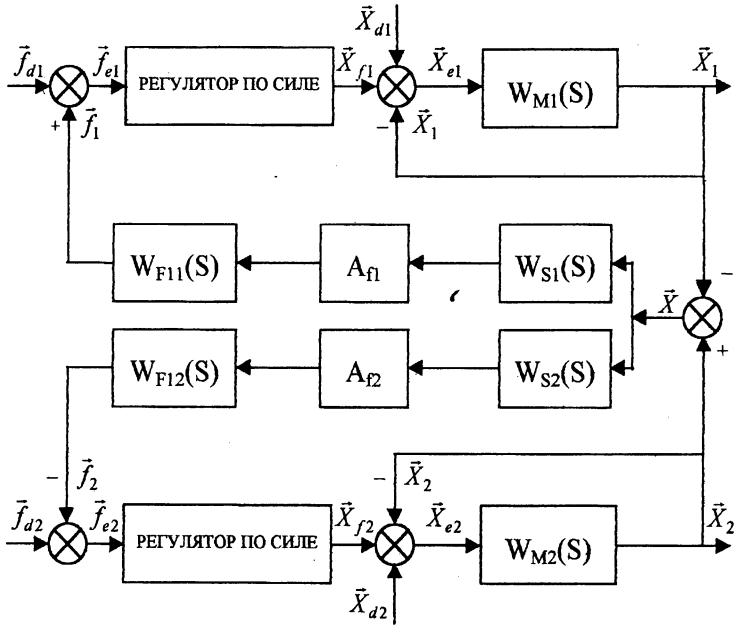 X⃗d1
f⃗d1 f⃗e1 РЕГУЛЯТОР ПО СИЛЕ X⃗f1 X⃗e1 WM1(S) X⃗1
+ f⃗1 − X⃗1
WF11(S) Af1 WS1(S)
−
X⃗
+
WF12(S) Af2 WS2(S)
− f⃗2 − X⃗2
f⃗d2 f⃗e2 РЕГУЛЯТОР ПО СИЛЕ X⃗f2 X⃗e2 WM2(S) X⃗2
X⃗d2